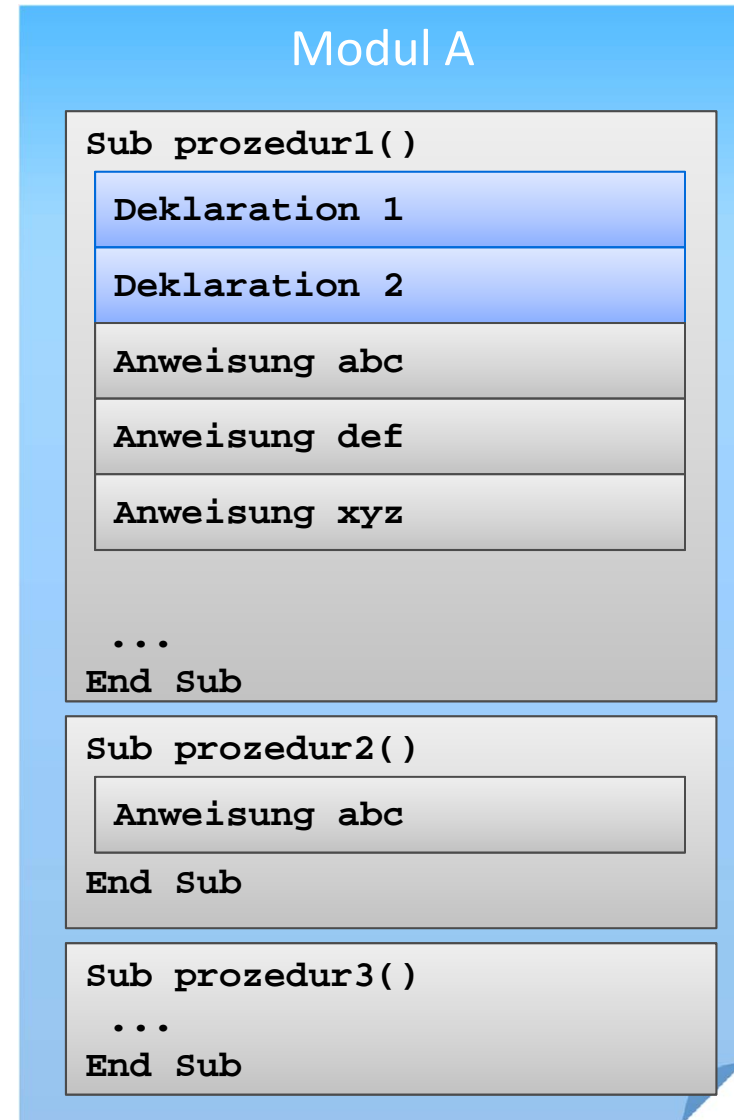 Modul A
Sub prozedur1()
Deklaration 1
Deklaration 2
Anweisung abc
Anweisung def
Anweisung xyz
...
End Sub
Sub prozedur2()
Anweisung abc
End Sub
Sub prozedur3()
...
End Sub